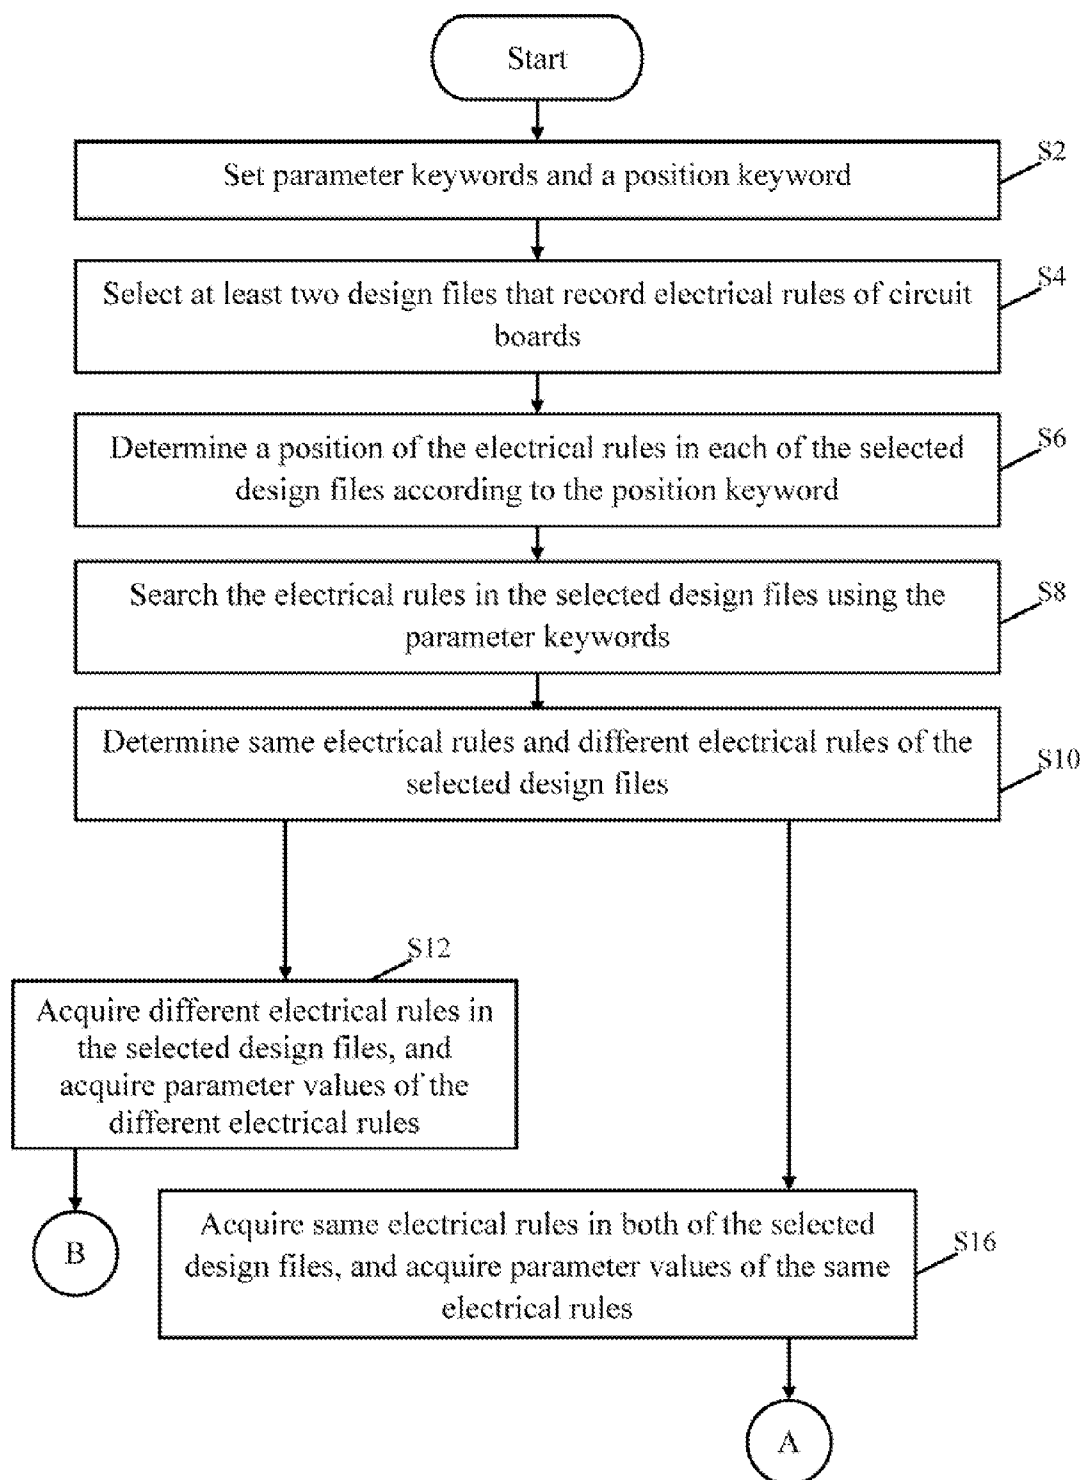 Start
Set parameter keywords and a position keyword
S2
Select at least two design files that record electrical rules of circuit
boards
S4
Determine a position of the electrical rules in each of the selected
design files according to the position keyword
S6
Search the electrical rules in the selected design files using the
parameter keywords
S8
Determine same electrical rules and different electrical rules of the
selected design files
S10
S12
Acquire different electrical rules in
the selected design files, and
acquire parameter values of the
different electrical rules
B
Acquire same electrical rules in both of the selected
design files, and acquire parameter values of the same
electrical rules
S16
A